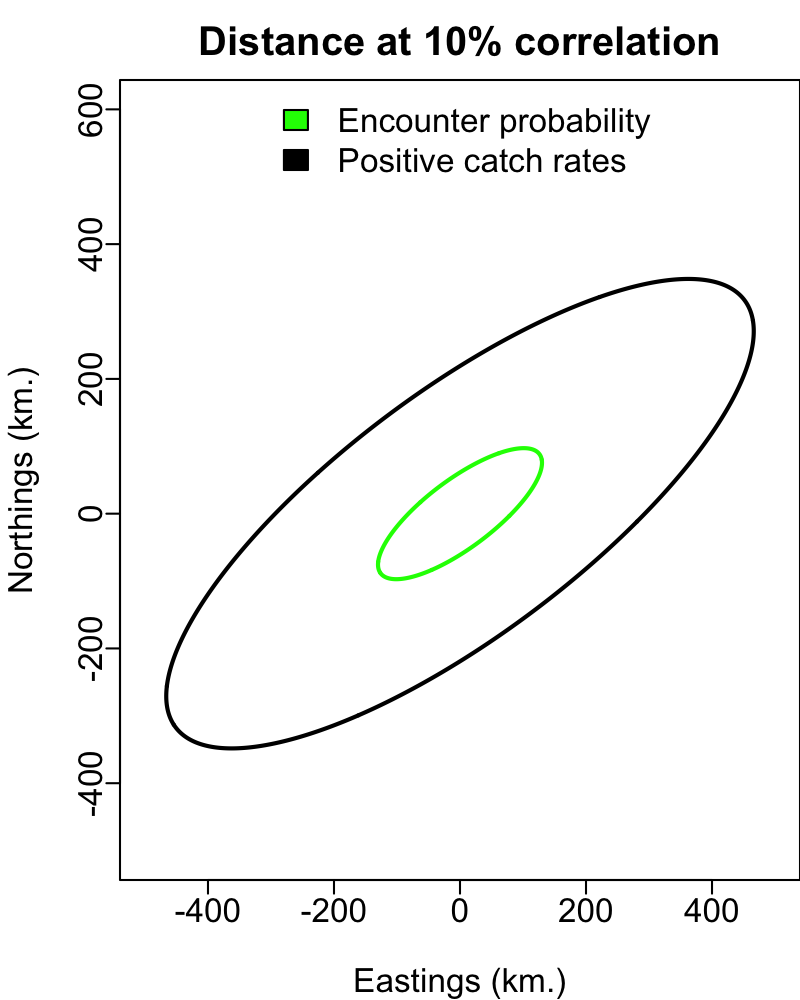 Distance at 10% correlation
Encounter probability
Positive catch rates
600
400
200
0
-200
-400
Northings (km.)
-400 -200 0 200 400
Eastings (km.)